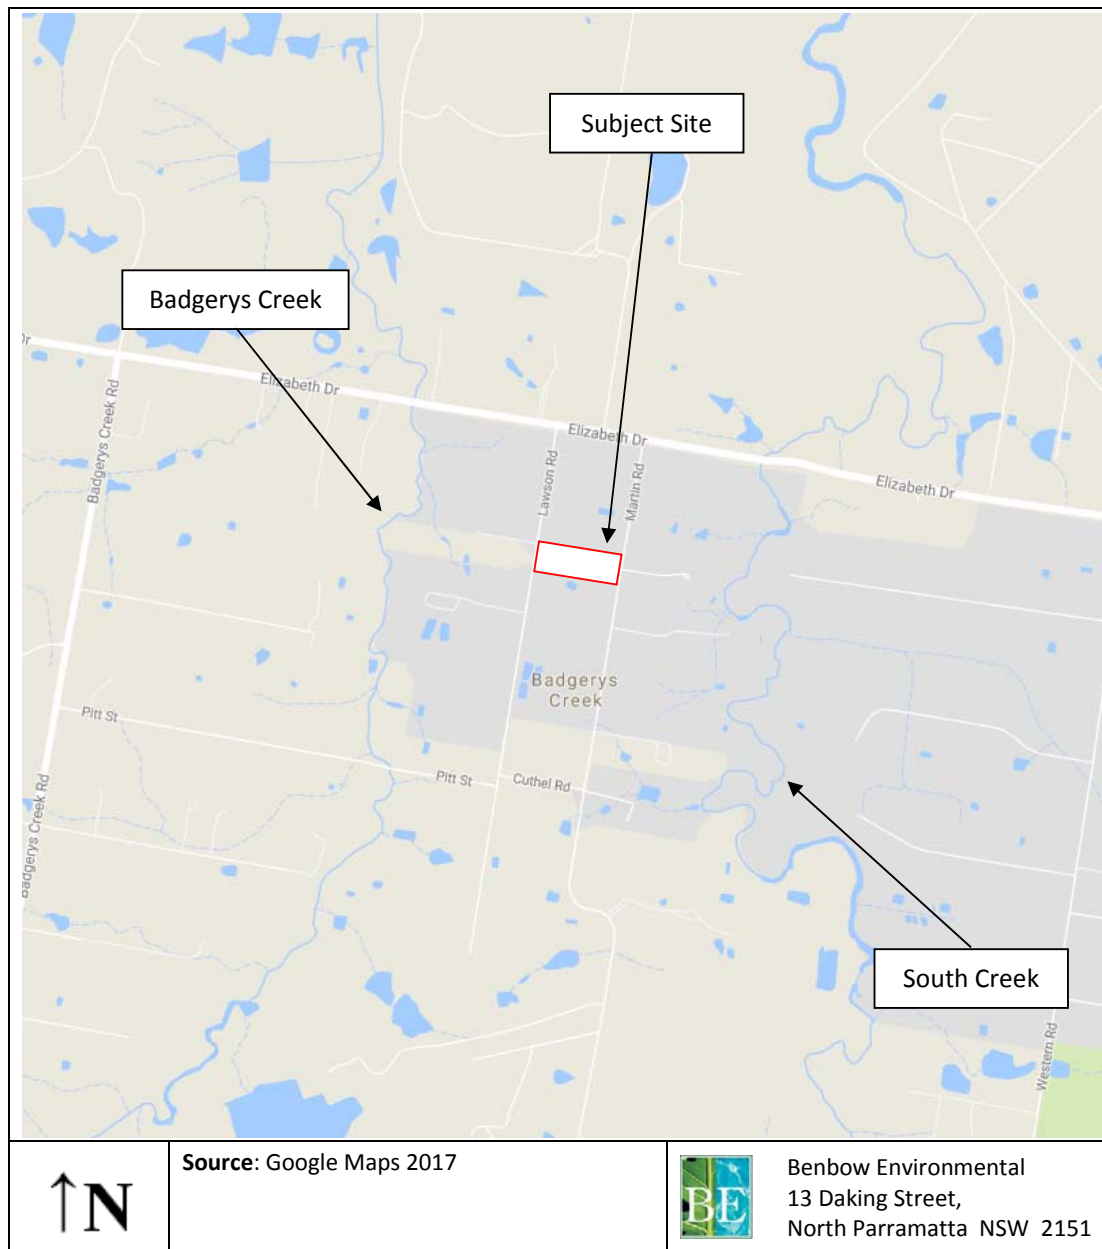 Subject Site
Badgerys Creek
Dr
Elizabeth Dr
Badgerys Creek Rd
Elizabeth Dr
Lawson Rd
Martin Rd
Elizabeth Dr
Badgerys
Creek
Pitt St
Pitt St
Cuthel Rd
Badgerys Creek Rd
South Creek
Western Rd
↑N
Source: Google Maps 2017
BE
Benbow Environmental
13 Daking Street,
North Parramatta NSW 2151